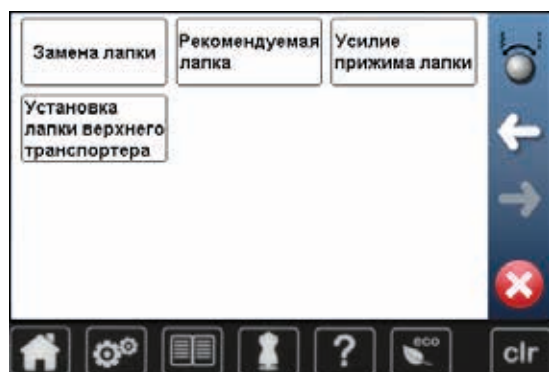 Замена лапки
Рекомендуемая
лапка
Усилие
прижима лапки
Установка
лапки верхнего
транспортера
?
eco
clr